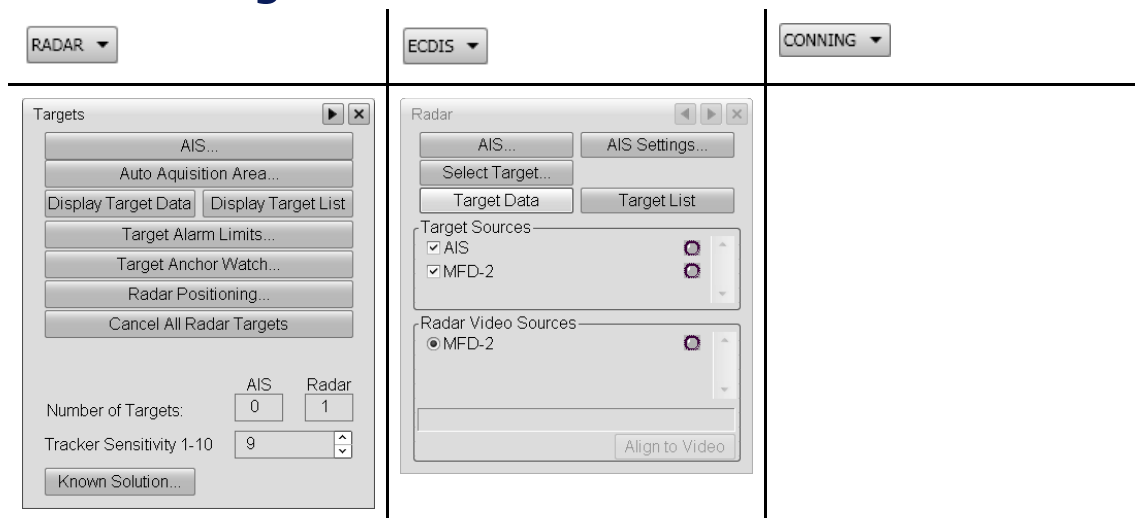 RADAR
ECDIS
CONNING
Targets
AIS...
Auto Aquisition Area...
Display Target Data Display Target List
Target Alarm Limits...
Target Anchor Watch...
Radar Positioning...
Cancel All Radar Targets
AIS Radar
Number of Targets: 0 1
Tracker Sensitivity 1-10 9
Known Solution...
Radar
AIS... AIS Settings...
Select Target...
Target Data Target List
Target Sources
AIS
MFD-2
Radar Video Sources
MFD-2
Align to Video